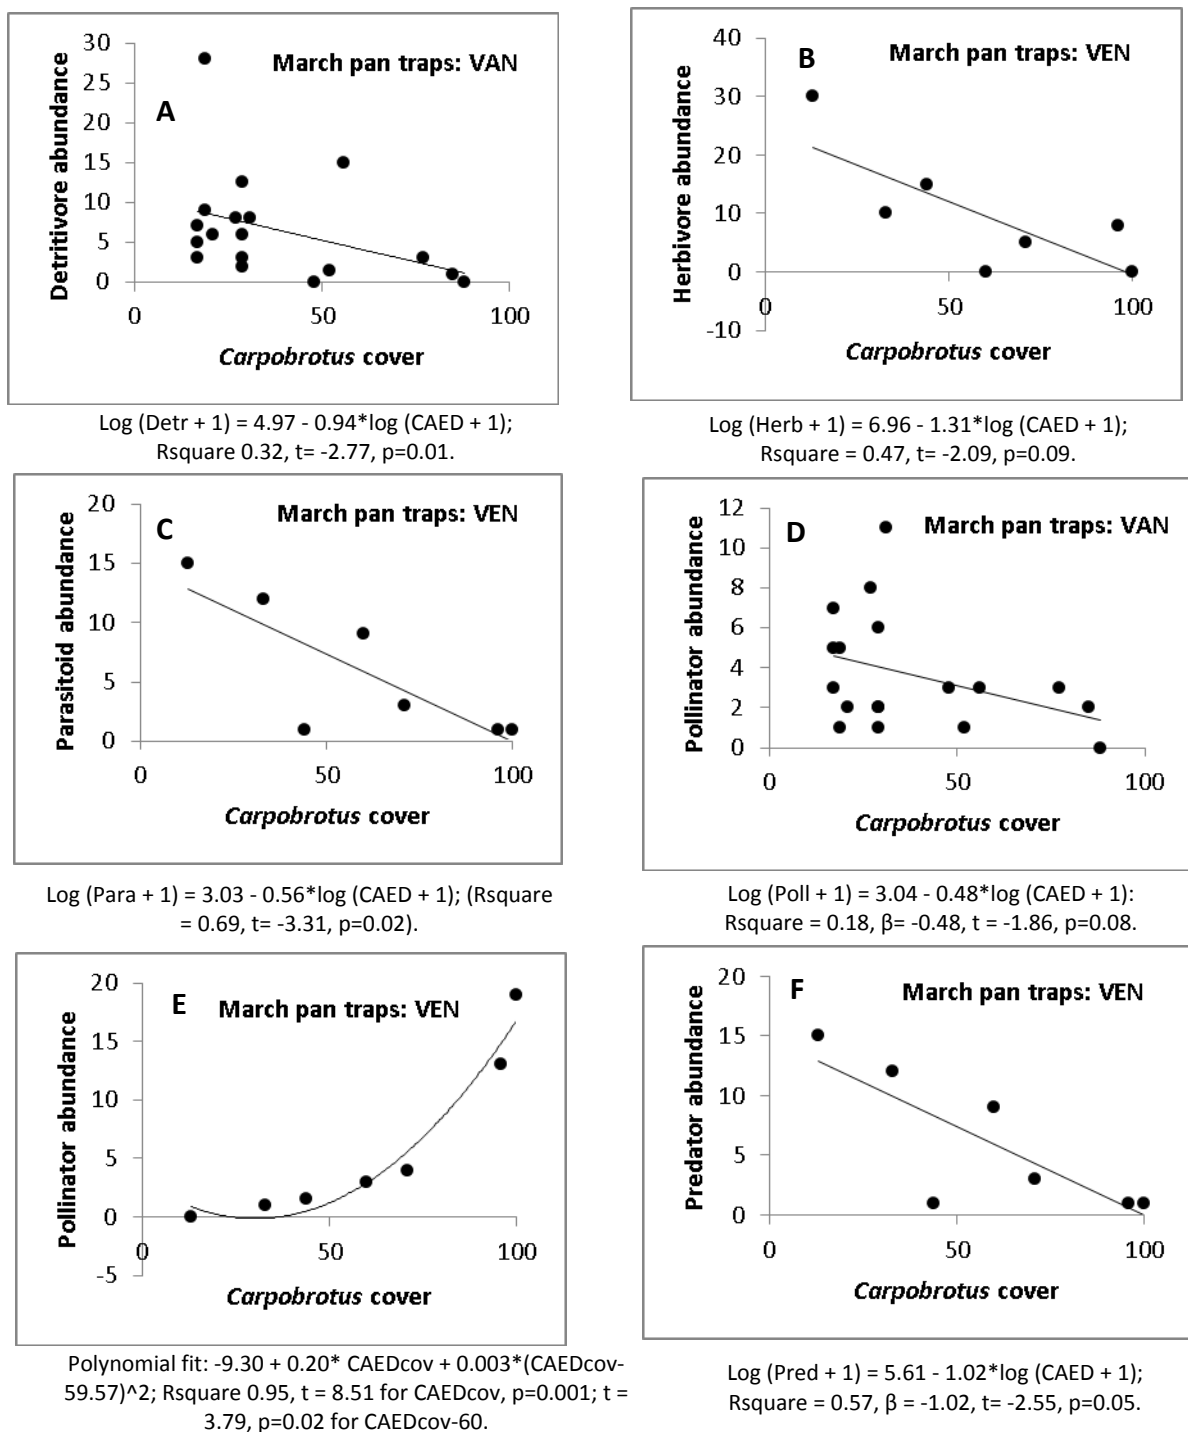 March pan traps: VAN
A
Detritivore abundance
30
25
20
15
10
5
0
0 50 100
Carpobrotus cover
Log (Detr + 1) = 4.97 - 0.94*log (CAED + 1);
Rsquare 0.32, t= -2.77, p=0.01.
March pan traps: VEN
B
Herbivore abundance
40
30
20
10
0
-10
0 50 100
Carpobrotus cover
Log (Herb + 1) = 6.96 - 1.31*log (CAED + 1);
Rsquare = 0.47, t= -2.09, p=0.09.
March pan traps: VEN
C
Parasitoid abundance
20
15
10
5
0
0 50 100
Carpobrotus cover
Log (Para + 1) = 3.03 - 0.56*log (CAED + 1); (Rsquare
= 0.69, t= -3.31, p=0.02).
March pan traps: VAN
D
Pollinator abundance
12
10
8
6
4
2
0
0 50 100
Carpobrotus cover
Log (Poll + 1) = 3.04 - 0.48*log (CAED + 1):
Rsquare = 0.18, β= -0.48, t = -1.86, p=0.08.
March pan traps: VEN
E
Pollinator abundance
20
15
10
5
0
-5
0 50 100
Carpobrotus cover
Polynomial fit: -9.30 + 0.20* CAEDcov + 0.003*(CAEDcov-
59.57)^2; Rsquare 0.95, t = 8.51 for CAEDcov, p=0.001; t =
3.79, p=0.02 for CAEDcov-60.
March pan traps: VEN
F
Predator abundance
20
15
10
5
0
0 50 100
Carpobrotus cover
Log (Pred + 1) = 5.61 - 1.02*log (CAED + 1);
Rsquare = 0.57, β = -1.02, t= -2.55, p=0.05.